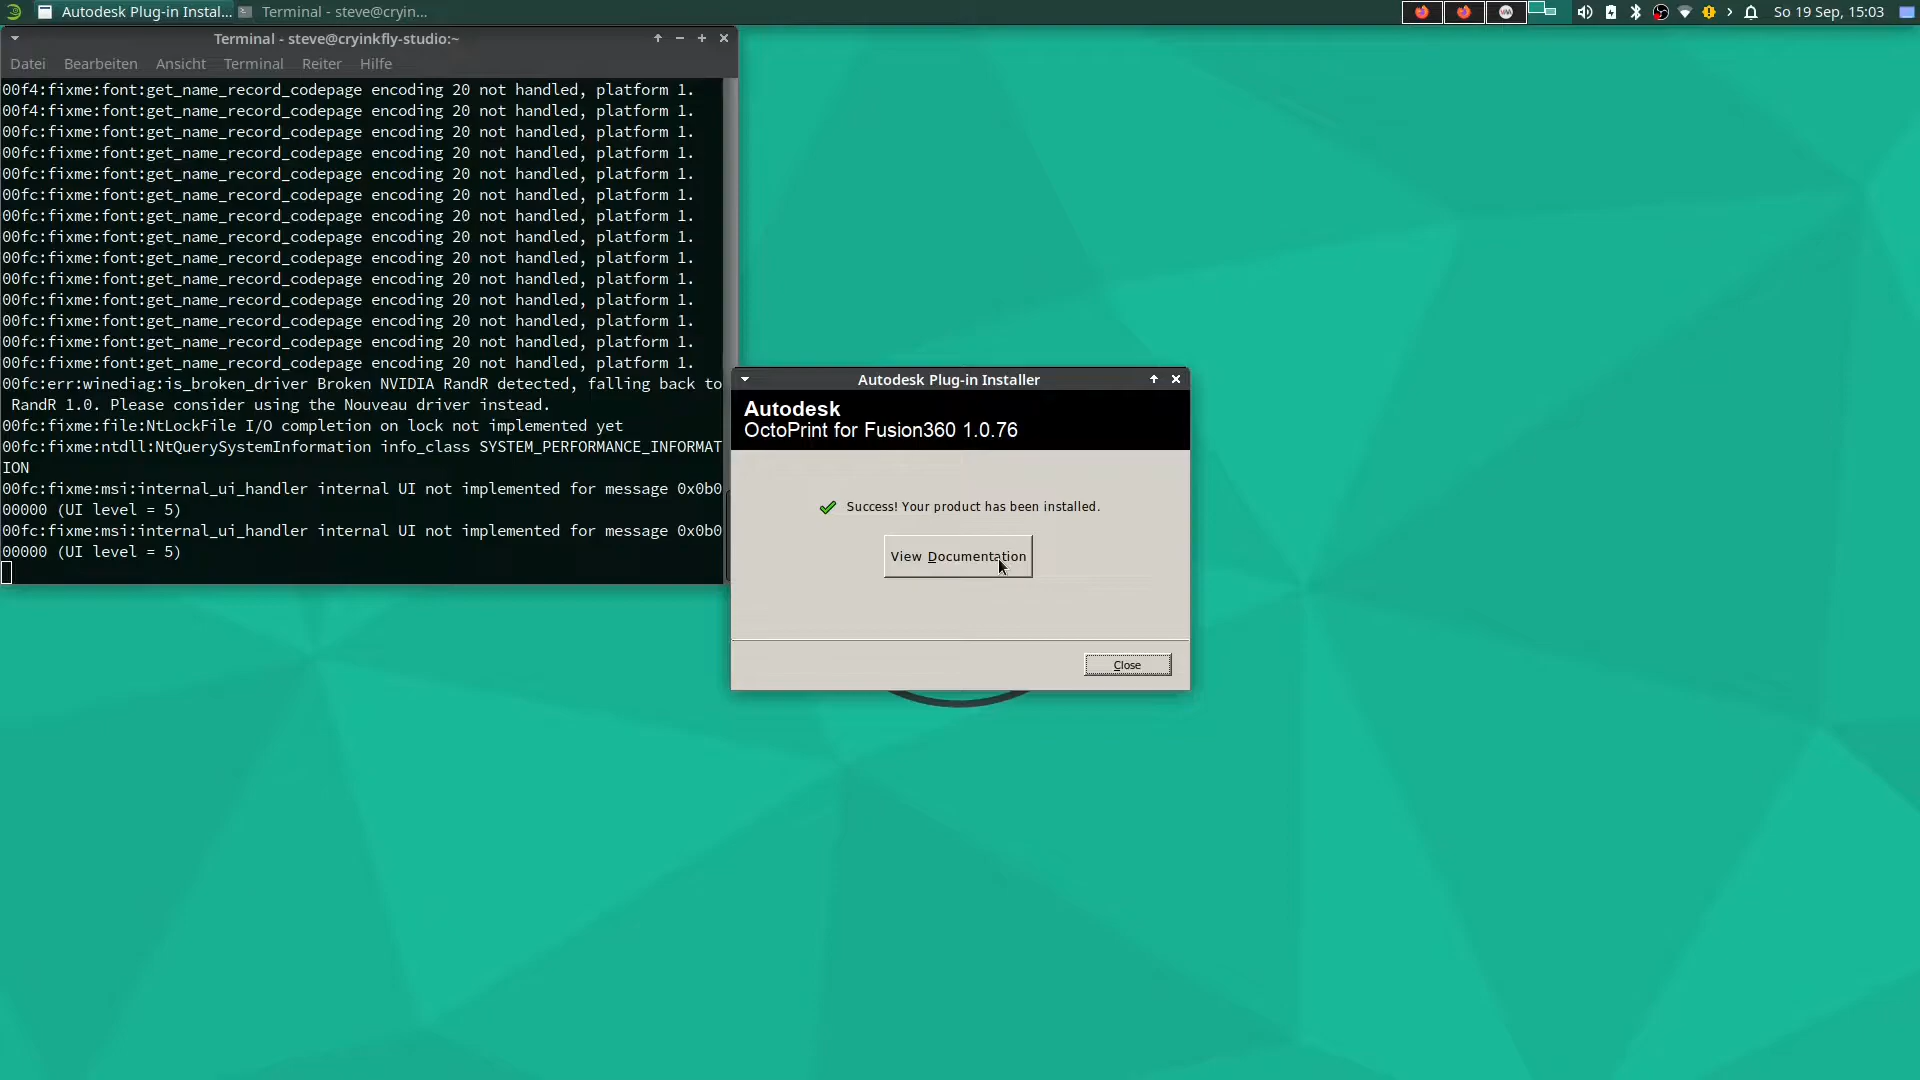 Autodesk Plug-in Instal...
Terminal - steve@cryin...
So 19 Sep, 15:03
Terminal - steve@cryinkfly-studio:~
Datei Bearbeiten Ansicht Terminal Reiter Hilfe
00f4:fixme:font:get_name_record_codepage encoding 20 not handled, platform 1.
00f4:fixme:font:get_name_record_codepage encoding 20 not handled, platform 1.
00fc:fixme:font:get_name_record_codepage encoding 20 not handled, platform 1.
00fc:fixme:font:get_name_record_codepage encoding 20 not handled, platform 1.
00fc:fixme:font:get_name_record_codepage encoding 20 not handled, platform 1.
00fc:fixme:font:get_name_record_codepage encoding 20 not handled, platform 1.
00fc:fixme:font:get_name_record_codepage encoding 20 not handled, platform 1.
00fc:fixme:font:get_name_record_codepage encoding 20 not handled, platform 1.
00fc:fixme:font:get_name_record_codepage encoding 20 not handled, platform 1.
00fc:fixme:font:get_name_record_codepage encoding 20 not handled, platform 1.
00fc:fixme:font:get_name_record_codepage encoding 20 not handled, platform 1.
00fc:fixme:font:get_name_record_codepage encoding 20 not handled, platform 1.
00fc:fixme:font:get_name_record_codepage encoding 20 not handled, platform 1.
00fc:fixme:font:get_name_record_codepage encoding 20 not handled, platform 1.
00fc:err:winediag:is_broken_driver Broken NVIDIA RandR detected, falling back to
RandR 1.0. Please consider using the Nouveau driver instead.
00fc:fixme:file:NtLockFile I/O completion on lock not implemented yet
00fc:fixme:ntdll:NtQuerySystemInformation info_class SYSTEM_PERFORMANCE_INFORMAT
ION
00fc:fixme:msi:internal_ui_handler internal UI not implemented for message 0x0b0
00000 (UI level = 5)
00fc:fixme:msi:internal_ui_handler internal UI not implemented for message 0x0b0
00000 (UI level = 5)
Autodesk Plug-in Installer
Autodesk
OctoPrint for Fusion360 1.0.76
Success! Your product has been installed.
View Documentation
Close